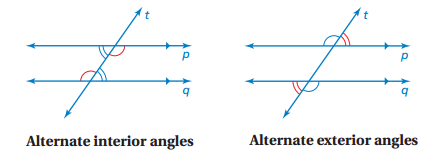 t
p
q
Alternate interior angles
t
p
q
Alternate exterior angles